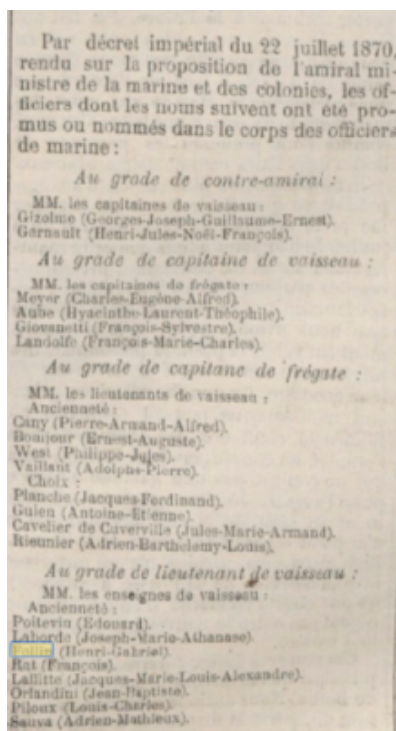 Par décret impérial du 22 juillet 1870,
rendu sur la proposition de l'amiral mi-
nistre de la marine et des colonies, les of-
ficiers dont les noms suivent ont été pro-
mus ou nommés dans le corps des officiers
de marine :
Au grade de contre-amiral :
MM. les capitaines de vaisseau :
Gizolme (Georges-Joseph-Guillaume-Ernest).
Garnault (Henri-Jules-Noël-François).
Au grade de capitaine de vaisseau :
MM. les capitaines de frégate :
Meyer (Charles-Eugène-Alfred).
Aube (Hyacinthe-Laurent-Théophile).
Giovanetti (François-Sylvestre).
Landolfe (François-Marie-Charles).
Au grade de capitane de frégate :
MM. les lieutenants de vaisseau :
Ancienneté :
Cany (Pierre-Armand-Alfred).
Bonjour (Ernest-Auguste).
West (Philippe-Jules).
Vaillant (Adolphe-Pierre).
Choix :
Planche (Jacques-Ferdinand).
Guien (Antoine-Etienne).
Cavelier de Cuverville (Jules-Marie-Armand).
Rieunier (Adrien-Barthelemy-Louis).
Au grade de lieutenant de vaisseau :
MM. les enseignes de vaisseau :
Ancienneté :
Poitevin (Edouard).
Laborde (Joseph-Marie-Athanase).
(Henri-Gabriel).
Rat (François).
Laffitte (Jacques-Marie-Louis-Alexandre).
Orlandini (Jean-Baptiste).
Piloux (Louis-Charles).
Sauva (Adrien-Mathieux).